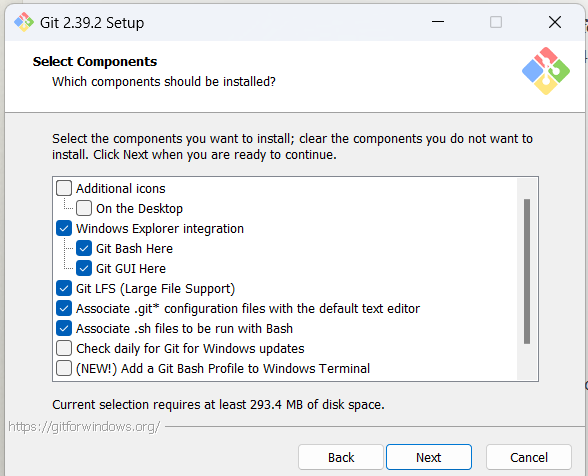 Git 2.39.2 Setup
Select Components
Which components should be installed?
Select the components you want to install; clear the components you do not want to
install. Click Next when you are ready to continue.
Additional icons
On the Desktop
Windows Explorer integration
Git Bash Here
Git GUI Here
Git LFS (Large File Support)
Associate .git* configuration files with the default text editor
Associate .sh files to be run with Bash
Check daily for Git for Windows updates
(NEW!) Add a Git Bash Profile to Windows Terminal
Current selection requires at least 293.4 MB of disk space.
https://gitforwindows.org/
Back
Next
Cancel